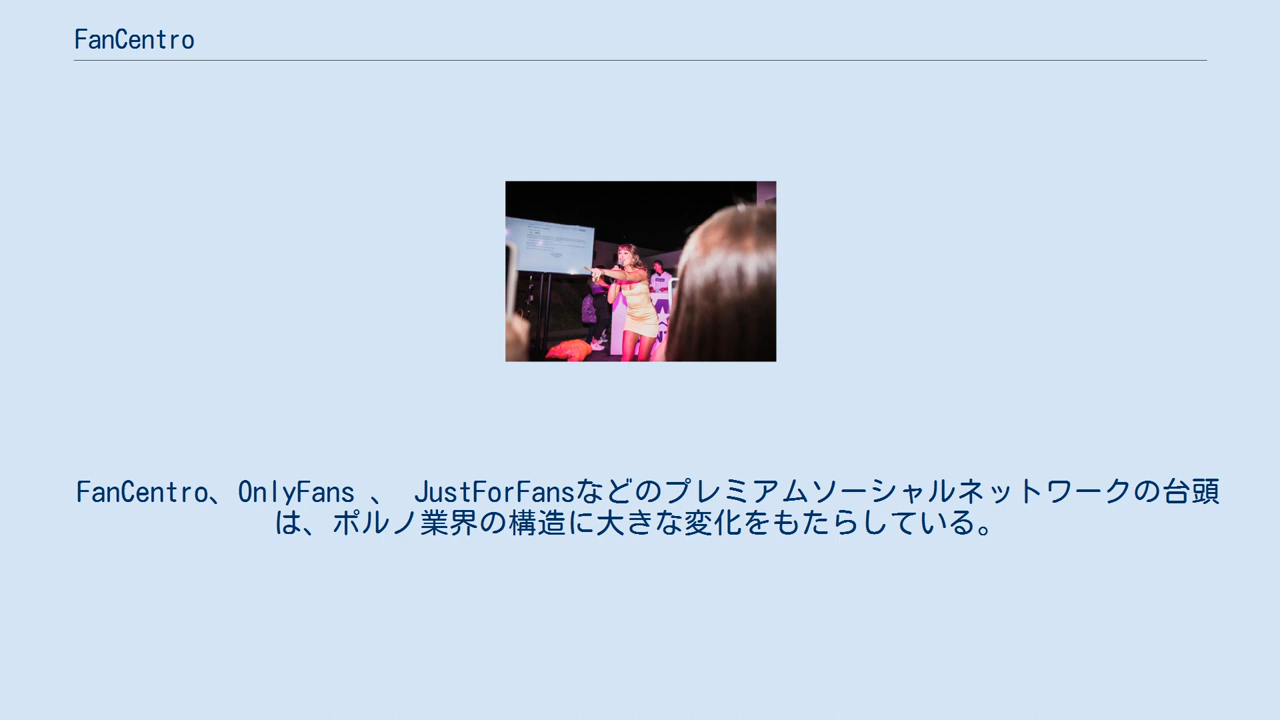 FanCentro
FanCentro、OnlyFans 、 JustForFansなどのプレミアムソーシャルネットワークの台頭
は、ポルノ業界の構造に大きな変化をもたらしている。